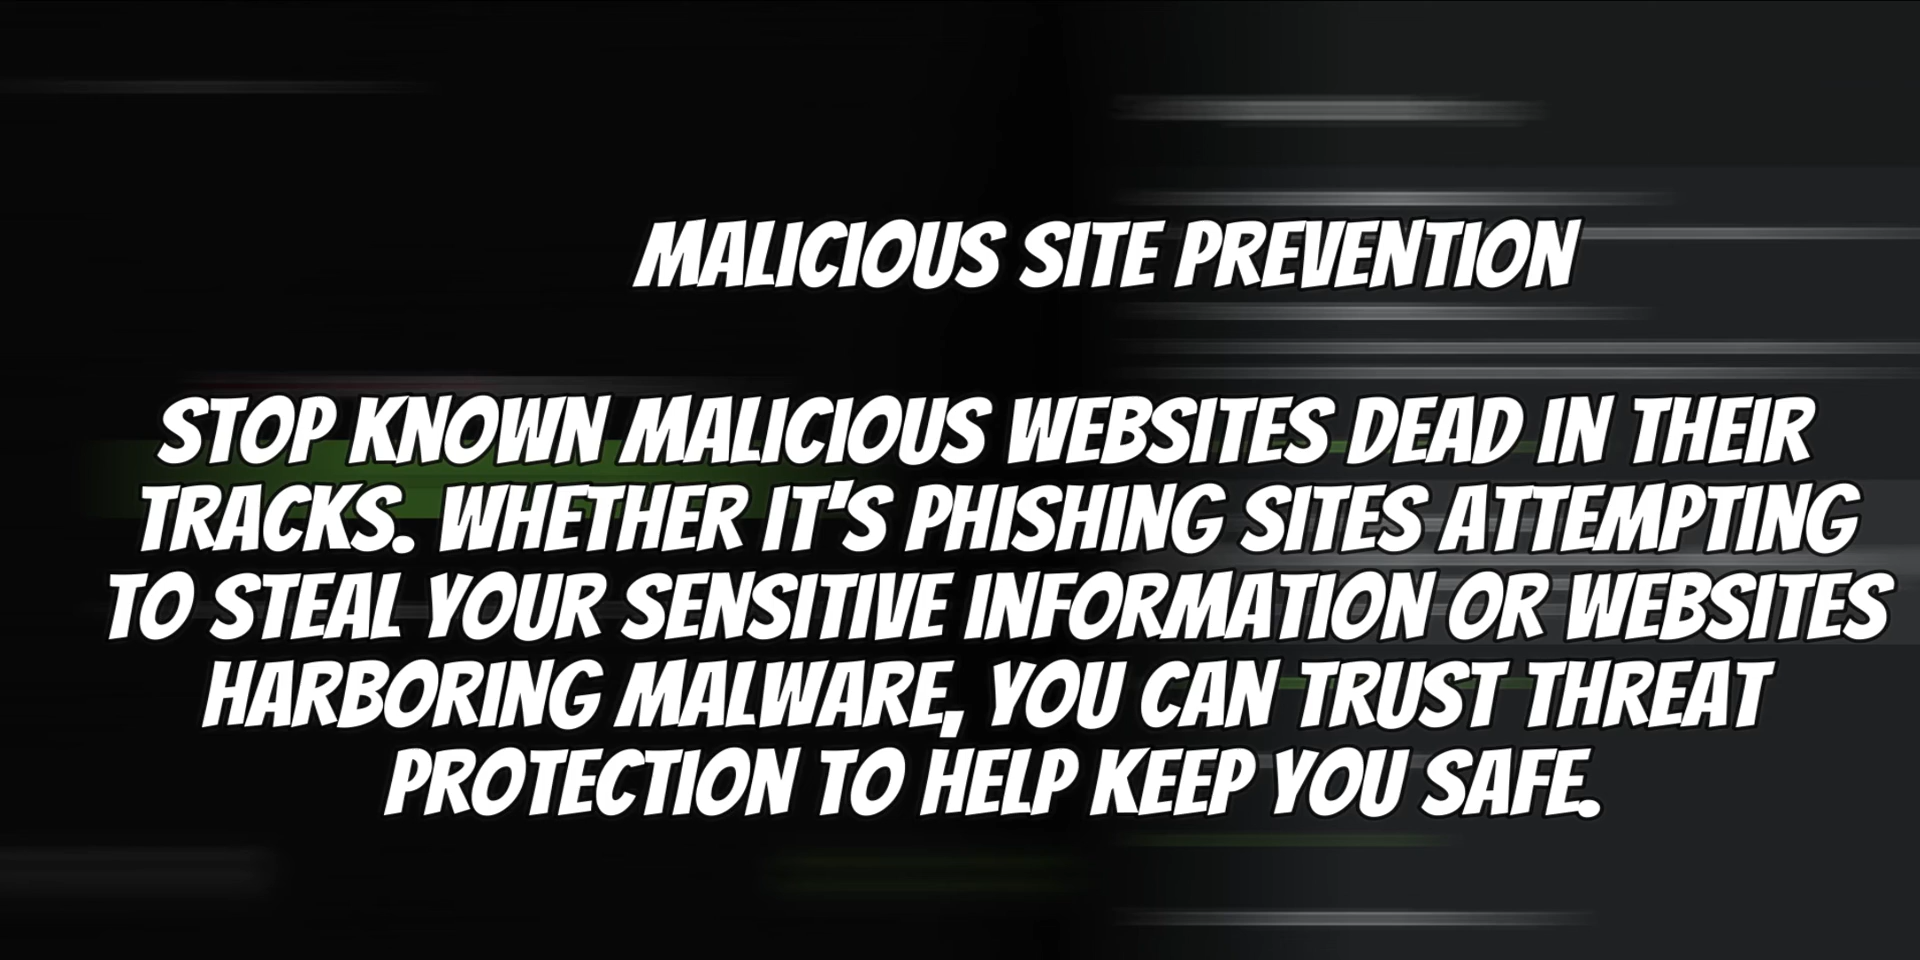 MALICIOUS SITE PREVENTION
STOP KNOWN MALICIOUS WEBSITES DEAD IN THEIR
TRACKS. WHETHER IT'S PHISHING SITES ATTEMPTING
TO STEAL YOUR SENSITIVE INFORMATION OR WEBSITES
HARBORING MALWARE, YOU CAN TRUST THREAT
PROTECTION TO HELP KEEP YOU SAFE.